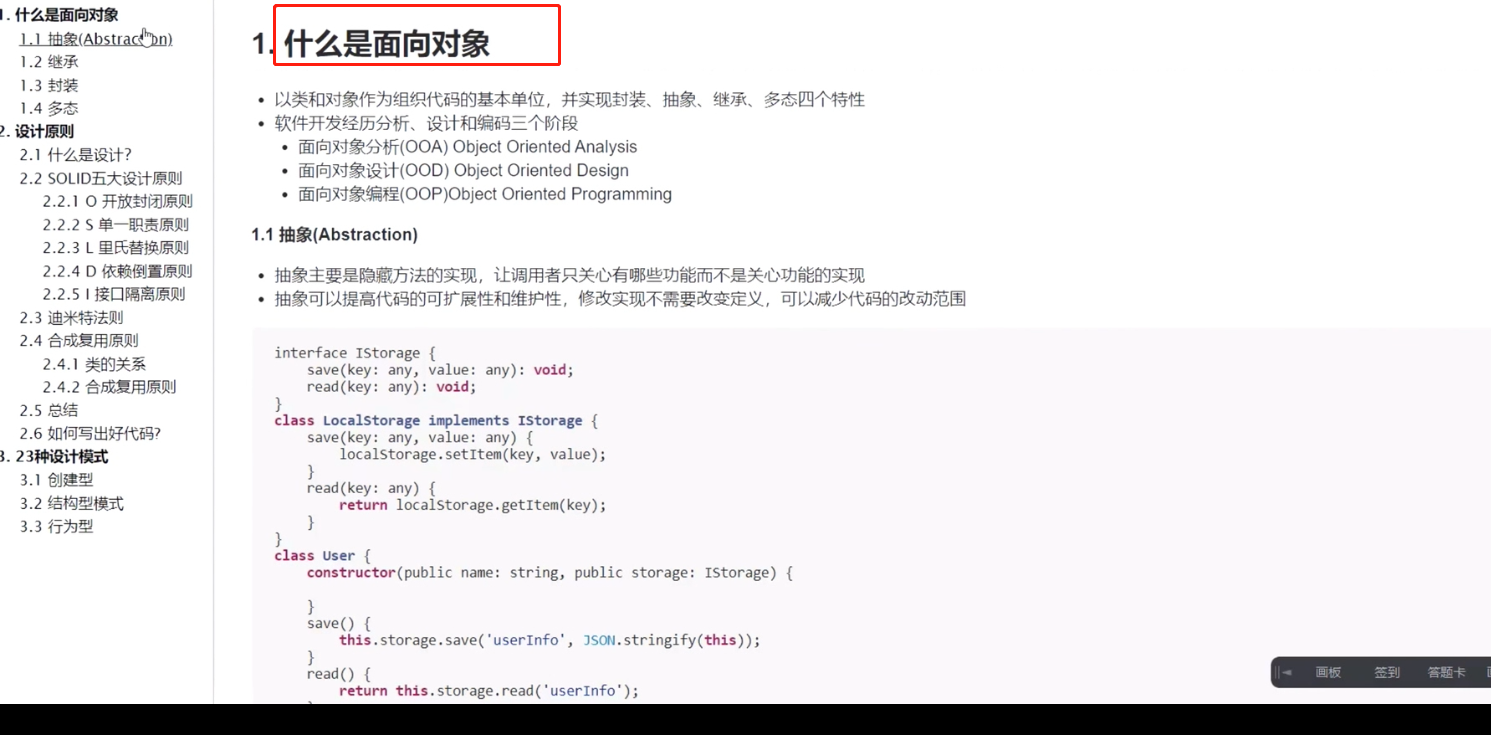 1. 什么是面向对象
1.1 抽象(Abstraction)
1.2 继承
1.3 封装
1.4 多态
2. 设计原则
2.1 什么是设计?
2.2 SOLID五大设计原则
2.2.1 O 开放封闭原则
2.2.2 S 单一职责原则
2.2.3 L 里氏替换原则
2.2.4 D 依赖倒置原则
2.2.5 I 接口隔离原则
2.3 迪米特法则
2.4 合成复用原则
2.4.1 类的关系
2.4.2 合成复用原则
2.5 总结
2.6 如何写出好代码?
3. 23种设计模式
3.1 创建型
3.2 结构型模式
3.3 行为型
1. 什么是面向对象
以类和对象作为组织代码的基本单位，并实现封装、抽象、继承、多态四个特性
软件开发经历分析、设计和编码三个阶段
面向对象分析(OOA) Object Oriented Analysis
面向对象设计(OOD) Object Oriented Design
面向对象编程(OOP)Object Oriented Programming
1.1 抽象(Abstraction)
抽象主要是隐藏方法的实现，让调用者只关心有哪些功能而不是关心功能的实现
抽象可以提高代码的可扩展性和维护性，修改实现不需要改变定义，可以减少代码的改动范围
interface IStorage {
save(key: any, value: any): void;
read(key: any): void;
}
class LocalStorage implements IStorage {
save(key: any, value: any) {
localStorage.setItem(key, value);
}
read(key: any) {
return localStorage.getItem(key);
}
}
class User {
constructor(public name: string, public storage: IStorage) {
}
save() {
this.storage.save('userInfo', JSON.stringify(this));
}
read() {
return this.storage.read('userInfo');
画板 签到 答题卡